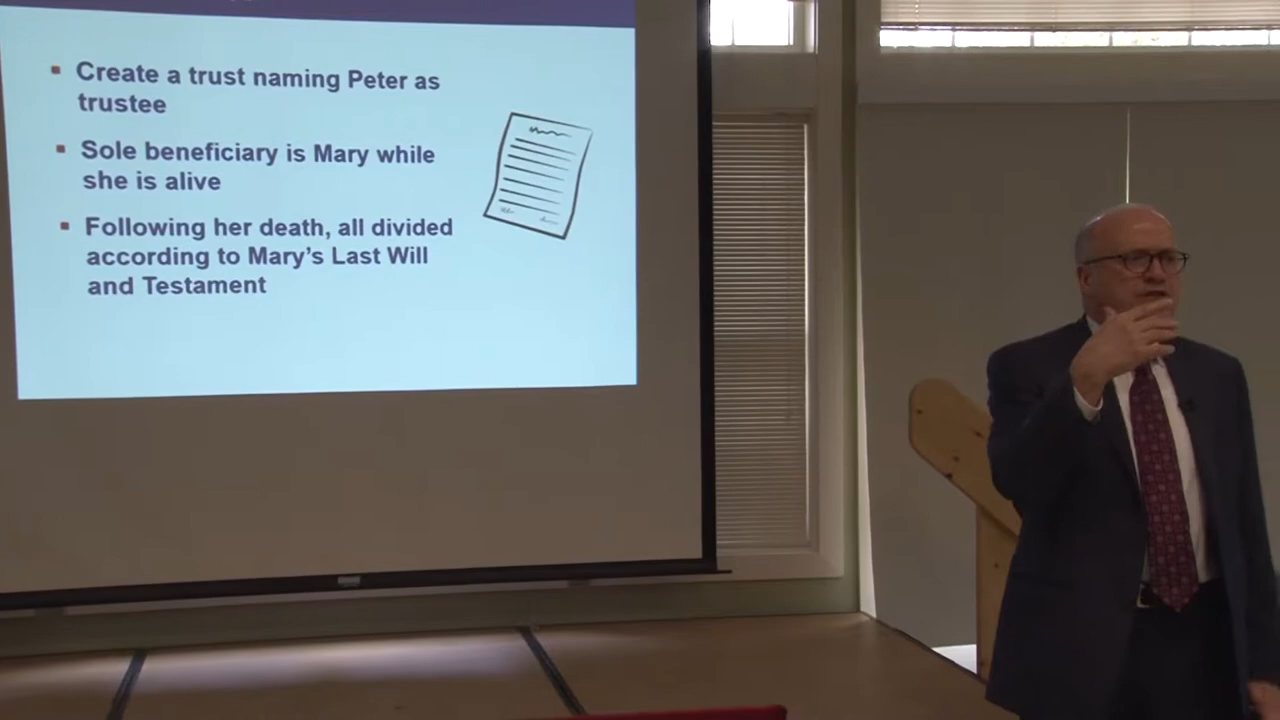 Create a trust naming Peter as
trustee
Sole beneficiary is Mary while
she is alive
Following her death, all divided
according to Mary's Last Will
and Testament